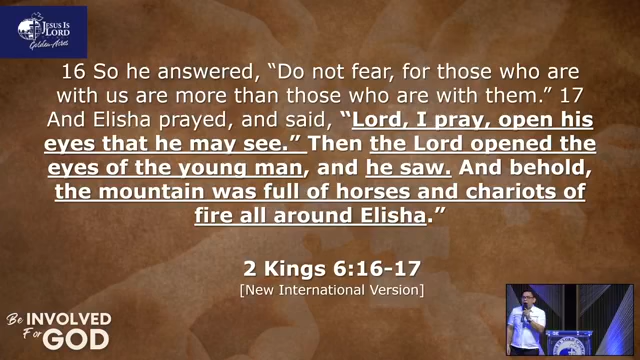 JESUS IS
LORD
Golden Acres
16 So he answered, “Do not fear, for those who are
with us are more than those who are with them.” 17
And Elisha prayed, and said, “Lord, I pray, open his
eyes that he may see.” Then the Lord opened the
eyes of the young man, and he saw. And behold,
the mountain was full of horses and chariots of
fire all around Elisha.”
2 Kings 6:16-17
[New International Version]
Be INVOLVED
For GOD